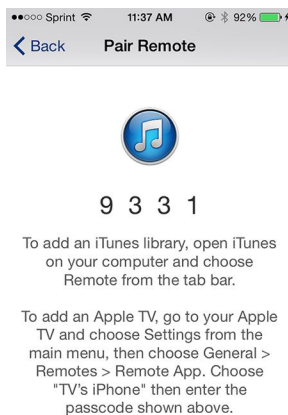 Sprint 11:37 AM 92%
Back Pair Remote
9 3 3 1
To add an iTunes library, open iTunes
on your computer and choose
Remote from the tab bar.
To add an Apple TV, go to your Apple
TV and choose Settings from the
main menu, then choose General >
Remotes > Remote App. Choose
"TV's iPhone" then enter the
passcode shown above.